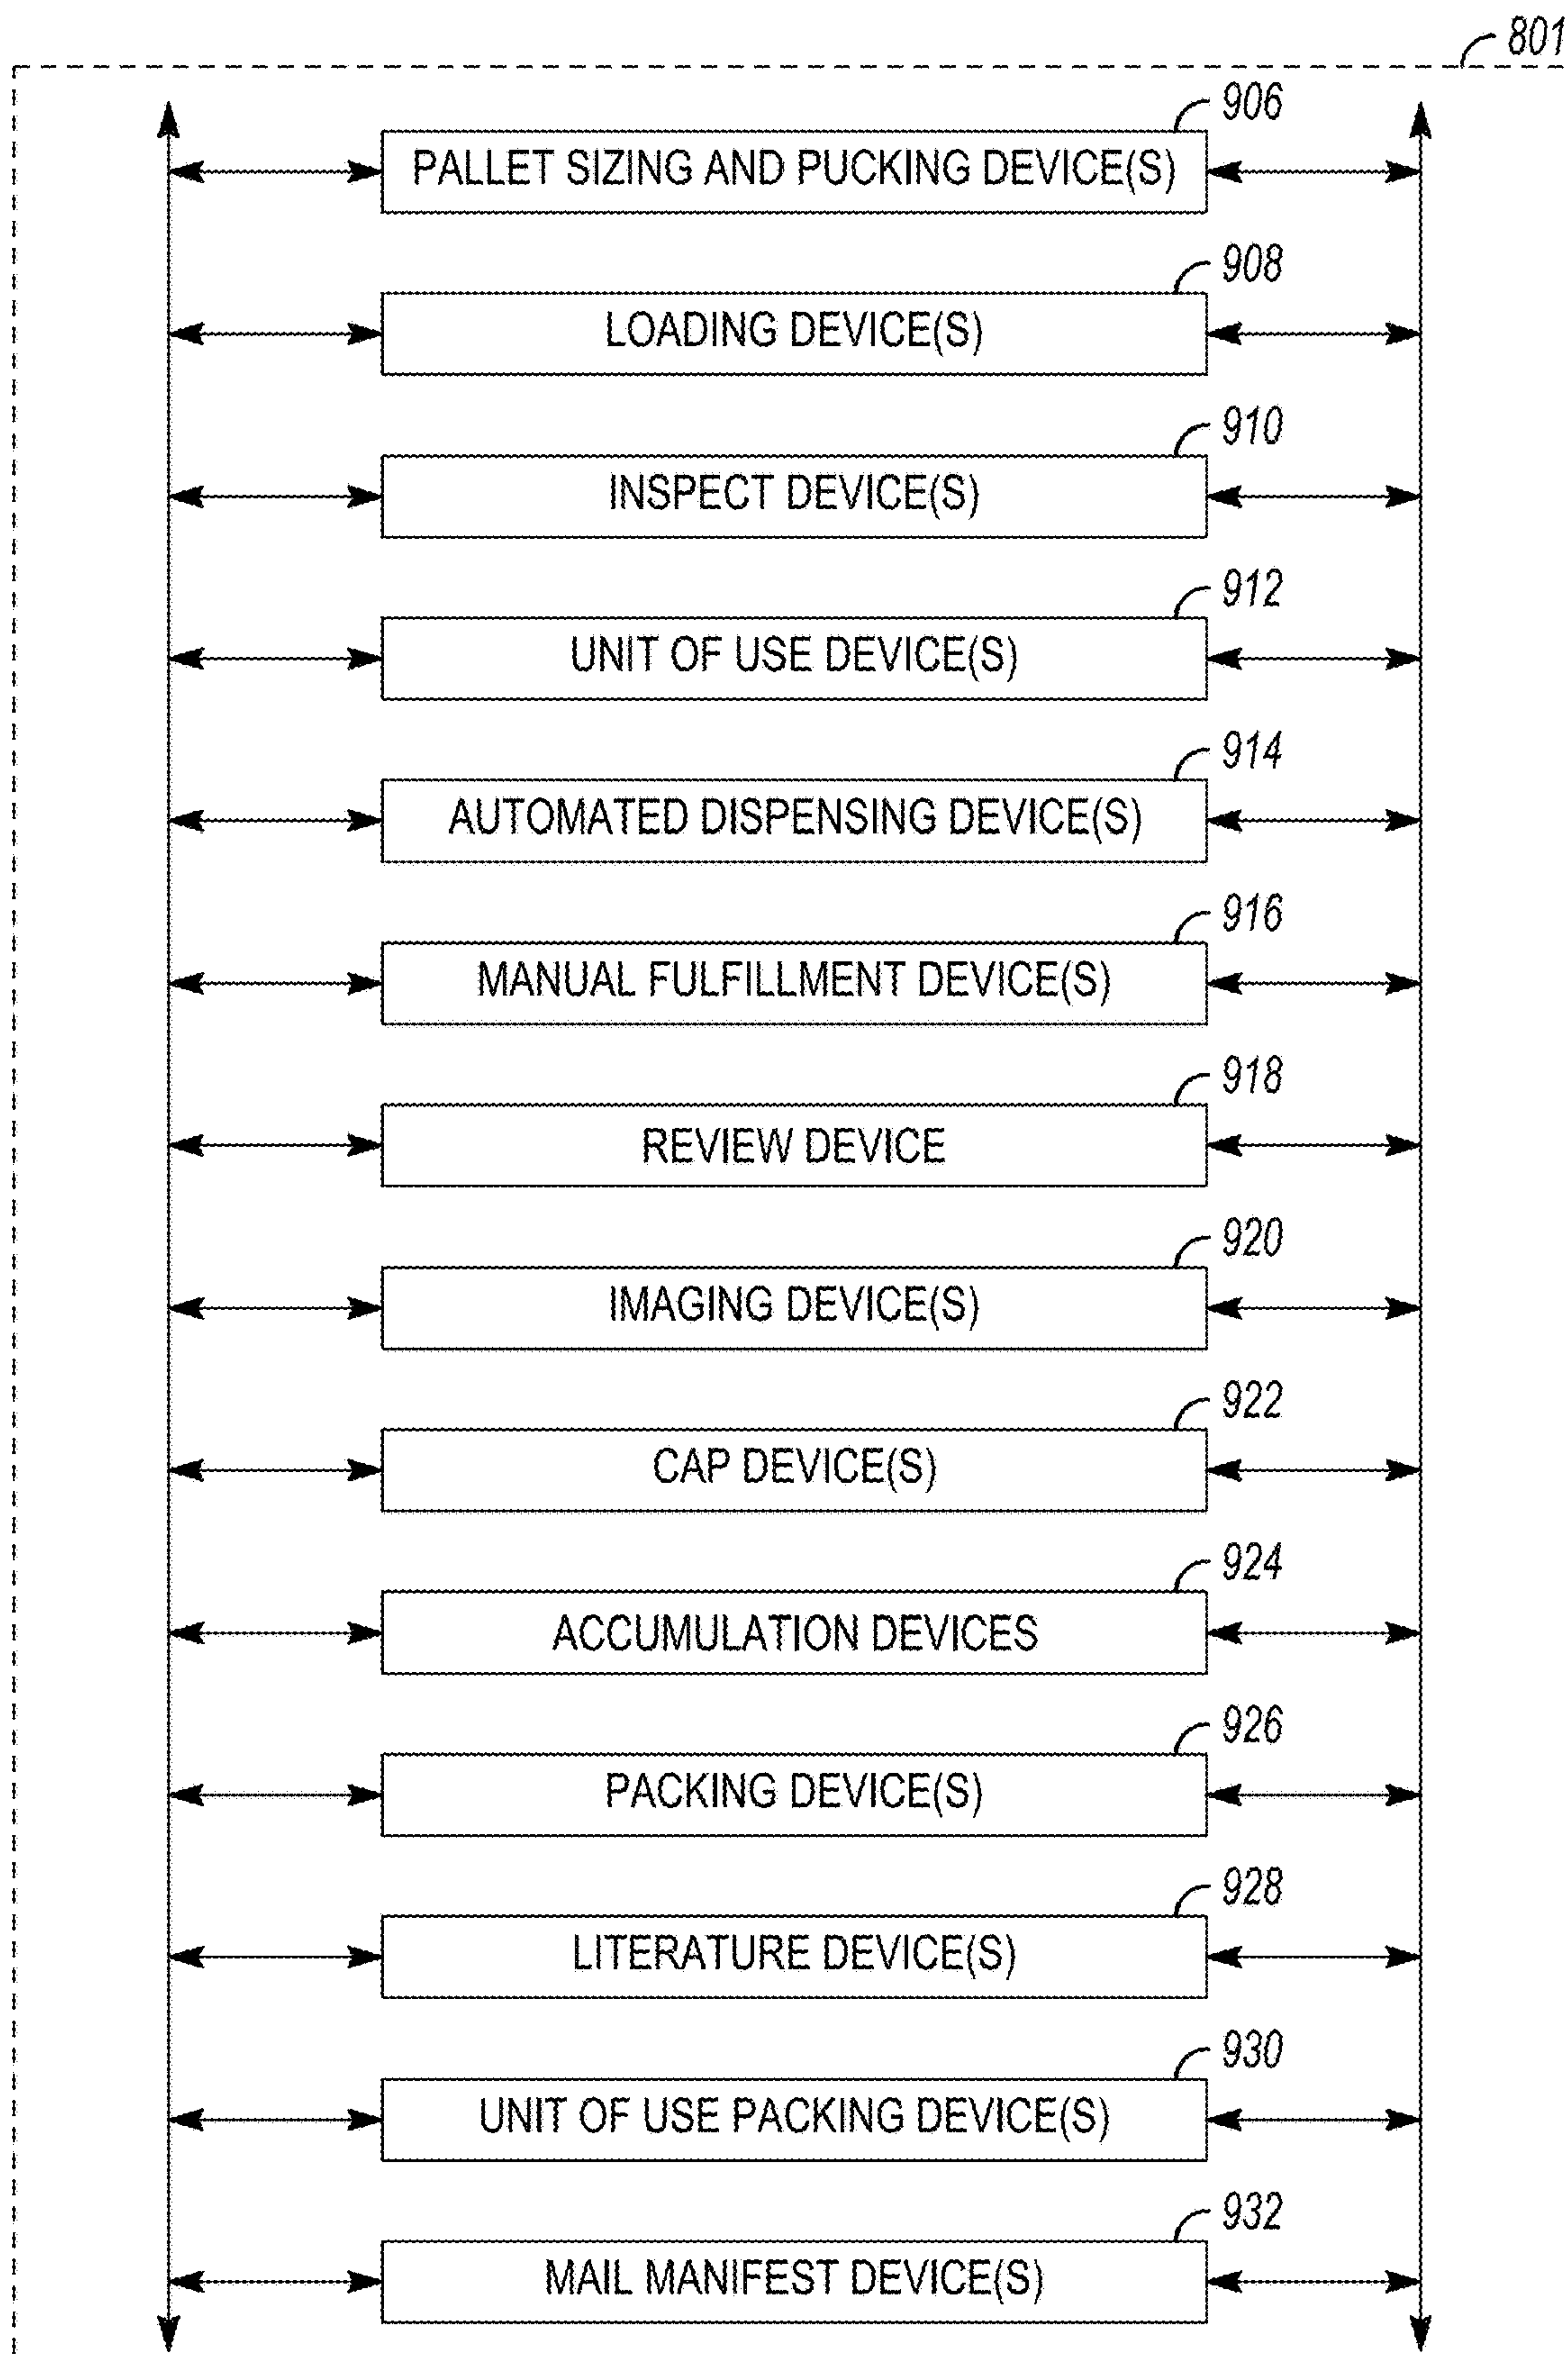 801
906
PALLET SIZING AND PUCKING DEVICE(S)
908
LOADING DEVICE(S)
910
INSPECT DEVICE(S)
912
UNIT OF USE DEVICE(S)
914
AUTOMATED DISPENSING DEVICE(S)
916
MANUAL FULFILLMENT DEVICE(S)
918
REVIEW DEVICE
920
IMAGING DEVICE(S)
922
CAP DEVICE(S)
924
ACCUMULATION DEVICES
926
PACKING DEVICE(S)
928
LITERATURE DEVICE(S)
930
UNIT OF USE PACKING DEVICE(S)
932
MAIL MANIFEST DEVICE(S)